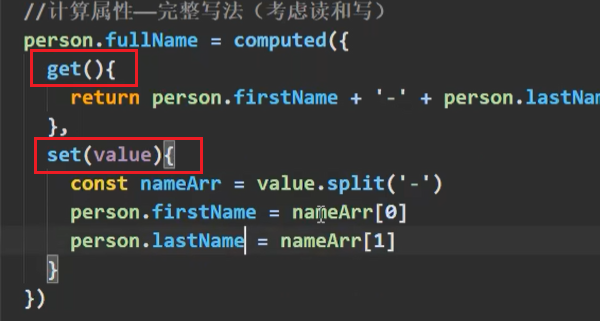 //计算属性——完整写法（考虑读和写）
person.fullName = computed({
get(){
return person.firstName + '-' + person.lastName
},
set(value){
const nameArr = value.split('-')
person.firstName = nameArr[0]
person.lastName = nameArr[1]
}
})